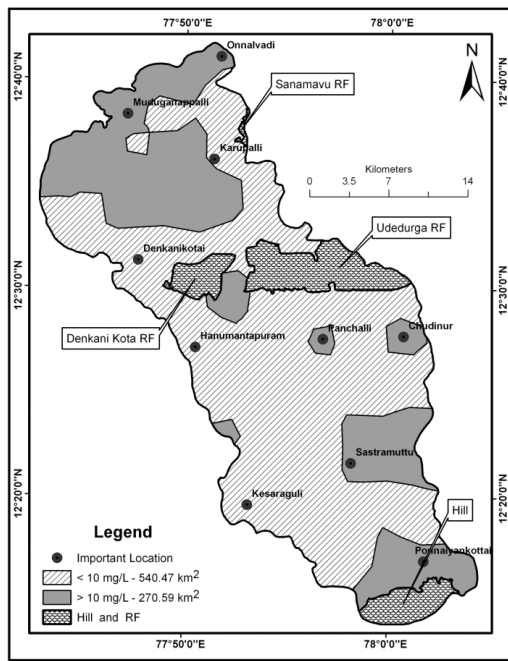 77°50'0"E
78°0'0"E
Onnalvadi
N
12°40'0"N
12°40'0"N
Sanamavu RF
Muduganappalli
Karupalli
Kilometers
0 3.5 7 14
Udedurga RF
Denkanikotai
12°30'0"N
12°30'0"N
Denkani Kota RF
Hanumantapuram
Panchalli
Chudinur
Sastramuttu
12°20'0"N
12°20'0"N
Kesaraguli
Hill
Legend
Ponnaiyankottai
Important Location
< 10 mg/L - 540.47 km2
> 10 mg/L - 270.59 km2
Hill and RF
77°50'0"E
78°0'0"E